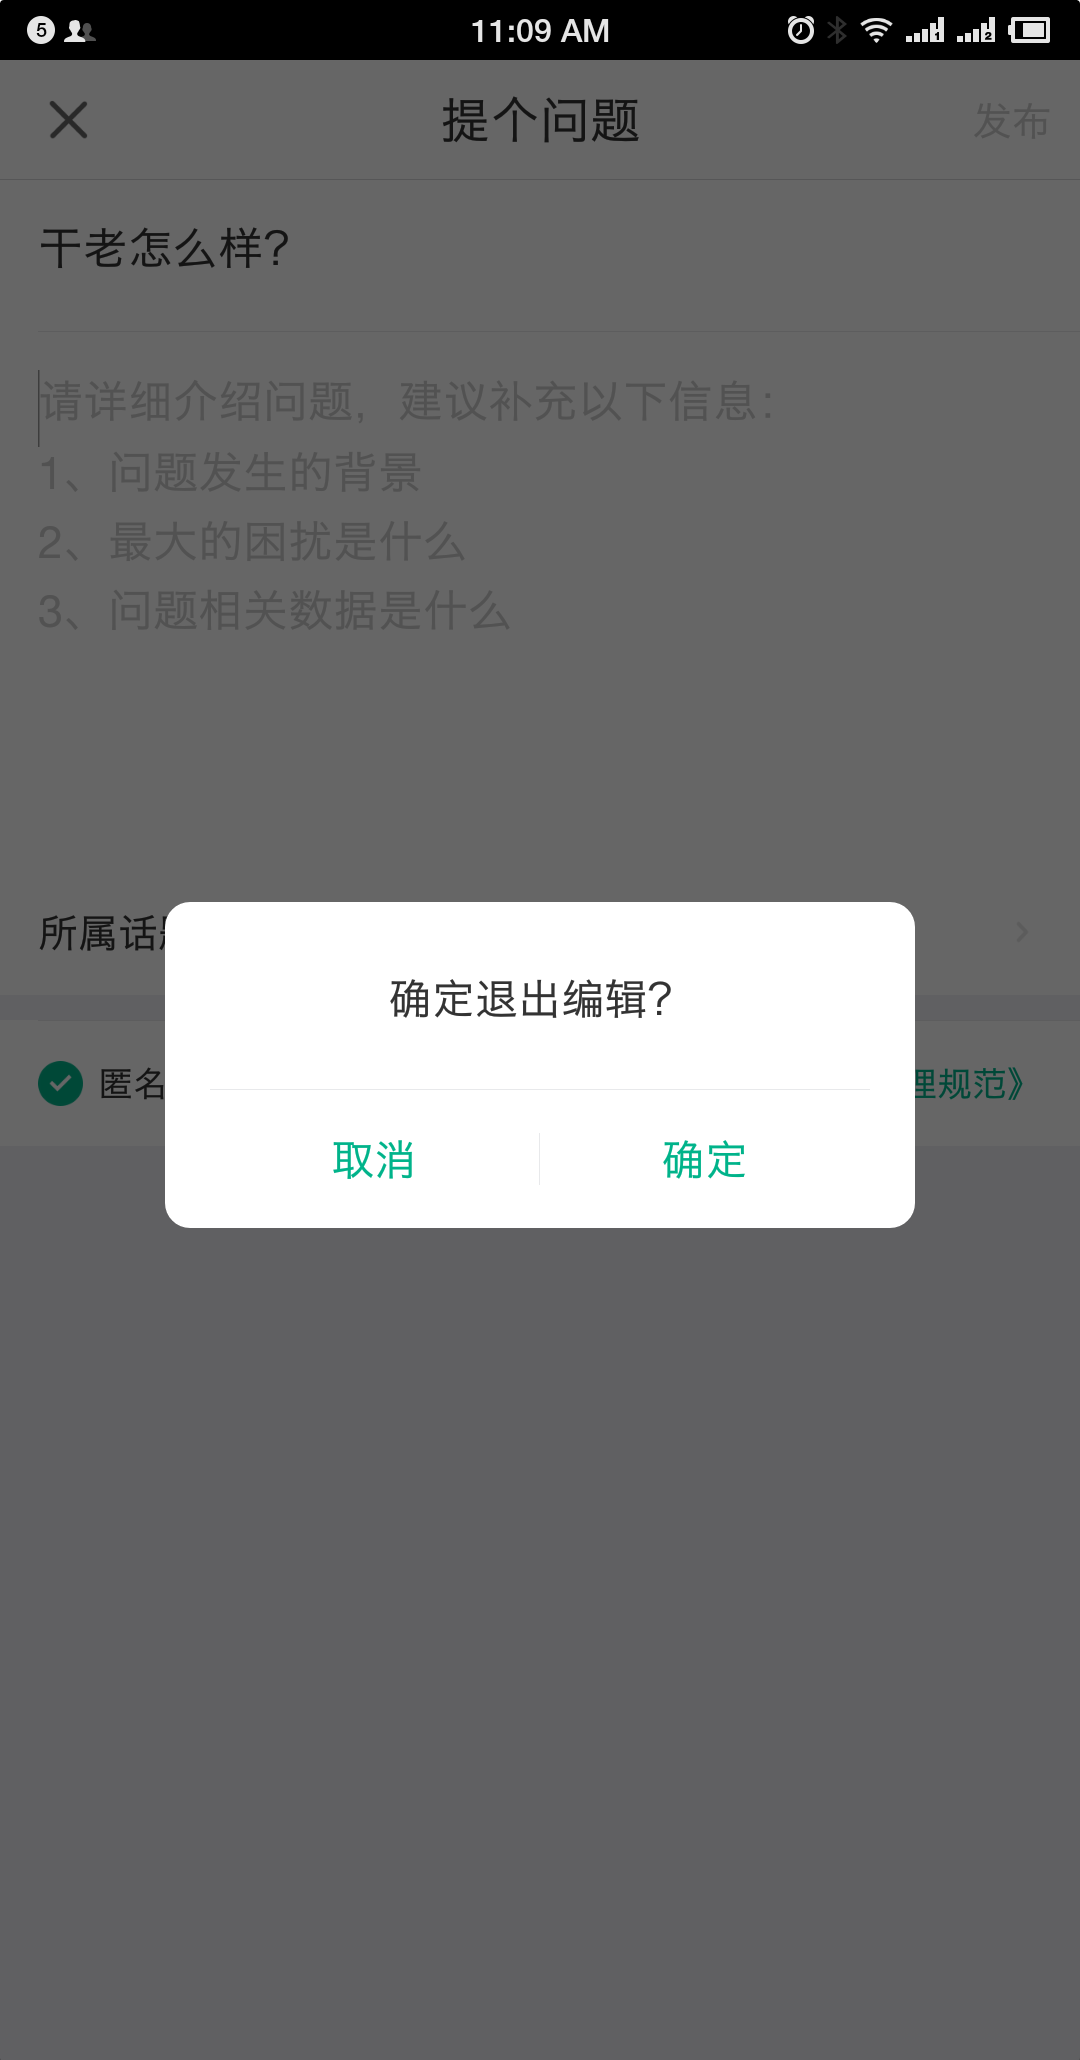 5 11:09 AM 1 2
提个问题 发布
干老怎么样？
请详细介绍问题，建议补充以下信息：
1、问题发生的背景
2、最大的困扰是什么
3、问题相关数据是什么
所属话
确定退出编辑？
匿名 理规范》
取消 确定